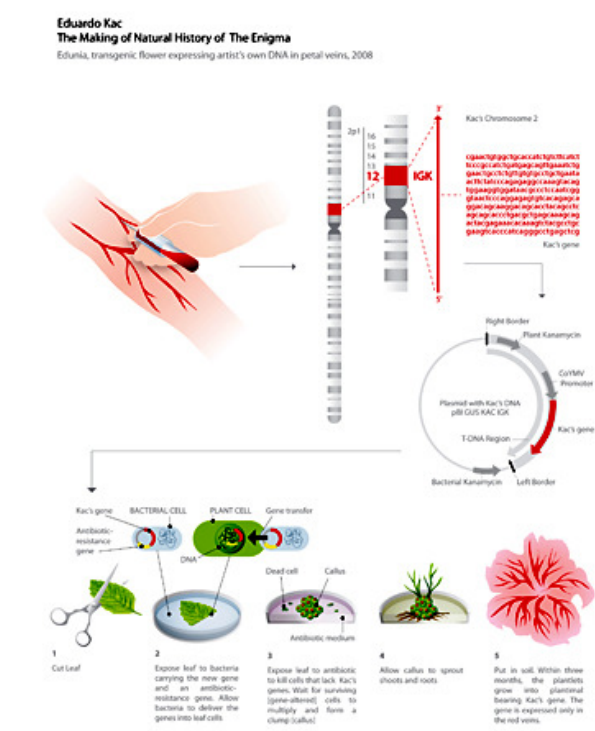 Eduardo Kac
The Making of Natural History of The Enigma
Edunia, transgenic flower expressing artist's own DNA in petal veins, 2008
3'
Kac's Chromosome 2
2p1
16
15
14
13
12
11
IGK
5'
Kac's gene
Right Border
Plant Kanamycin
CoYMV
Promoter
Plasmid with Kac's DNA
pBI GUS KAC IGK
Kac's gene
T-DNA Region
Bacterial Kanamycin
Left Border
Kac's gene
BACTERIAL CELL
PLANT CELL
Gene transfer
Antibiotic-
resistance
gene
DNA
Dead cell
Callus
Antibiotic medium
1
Cut Leaf
2
Expose leaf to bacteria
carrying the new gene
and an antibiotic-
resistance gene. Allow
bacteria to deliver the
genes into leaf cells
3
Expose leaf to antibiotic
to kill cells that lack Kac's
genes. Wait for surviving
(gene-altered) cells to
multiply and form a
clump (callus)
4
Allow callus to sprout
shoots and roots
5
Put in soil. Within three
months, the plantlets
grow into plantimal
bearing Kac's gene. The
gene is expressed only in
the red veins.